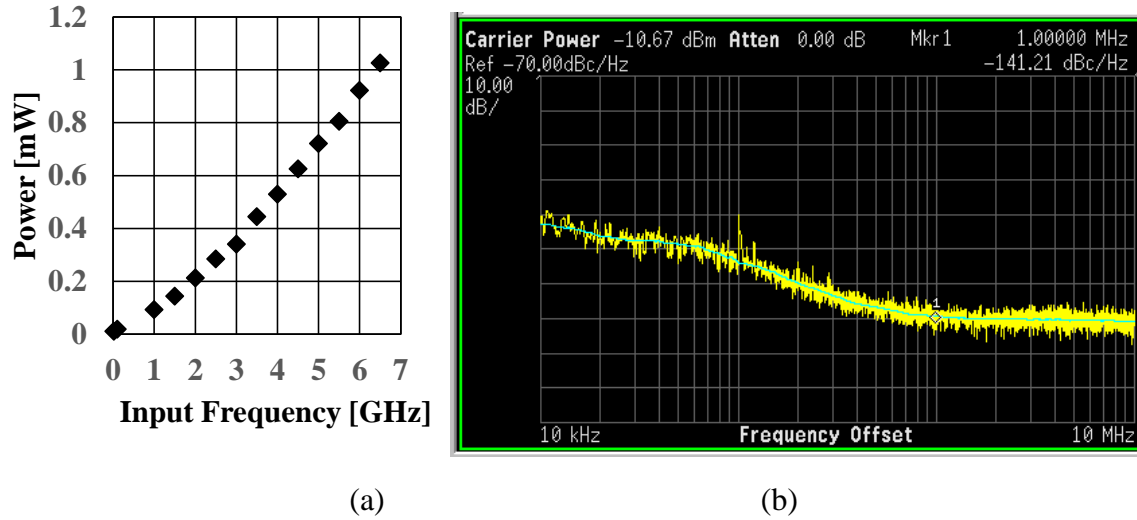 1.2
1
0.8
0.6
0.4
0.2
0
0 1 2 3 4 5 6 7
Power [mW]
Input Frequency [GHz]
Carrier Power -10.67 dBm Atten 0.00 dB Mkr1 1.00000 MHz
Ref -70.00dBc/Hz -141.21 dBc/Hz
10.00
dB/
1
10 kHz Frequency Offset 10 MHz
(a) (b)